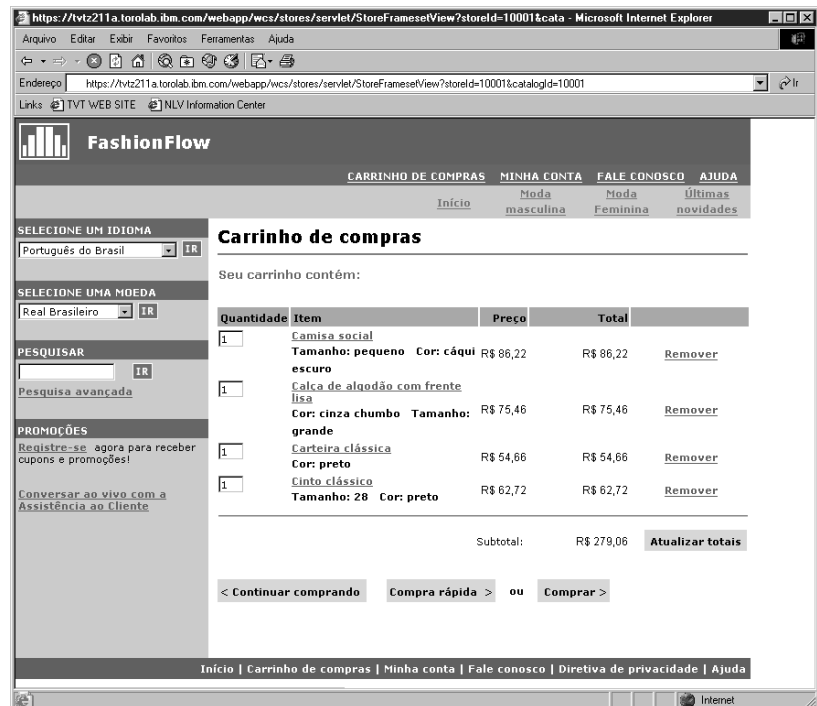 https://tvtz211a.torolab.ibm.com/webapp/wcs/stores/servlet/StoreFramesetView?storeId=10001&cata - Microsoft Internet Explorer
Arquivo Editar Exibir Favoritos Ferramentas Ajuda
Endereço https://tvtz211a.torolab.ibm.com/webapp/wcs/stores/servlet/StoreFramesetView?storeId=10001&catalogId=10001 Ir
Links TVT WEB SITE NLV Information Center
FashionFlow
CARRINHO DE COMPRAS MINHA CONTA FALE CONOSCO AJUDA
Início Moda masculina Moda Feminina Últimas novidades
SELECIONE UM IDIOMA
Português do Brasil IR
SELECIONE UMA MOEDA
Real Brasileiro IR
PESQUISAR
IR
Pesquisa avançada
PROMOÇÕES
Registre-se agora para receber
cupons e promoções!
Conversar ao vivo com a
Assistência ao Cliente
Carrinho de compras
Seu carrinho contém:
Quantidade Item Preço Total
1 Camisa social
Tamanho: pequeno Cor: cáqui R$ 86,22 R$ 86,22 Remover
escuro
1 Calca de algodão com frente
lisa
Cor: cinza chumbo Tamanho: R$ 75,46 R$ 75,46 Remover
grande
1 Carteira clássica
Cor: preto R$ 54,66 R$ 54,66 Remover
1 Cinto clássico
Tamanho: 28 Cor: preto R$ 62,72 R$ 62,72 Remover
Subtotal: R$ 279,06 Atualizar totais
< Continuar comprando Compra rápida > ou Comprar >
Início | Carrinho de compras | Minha conta | Fale conosco | Diretiva de privacidade | Ajuda
Internet